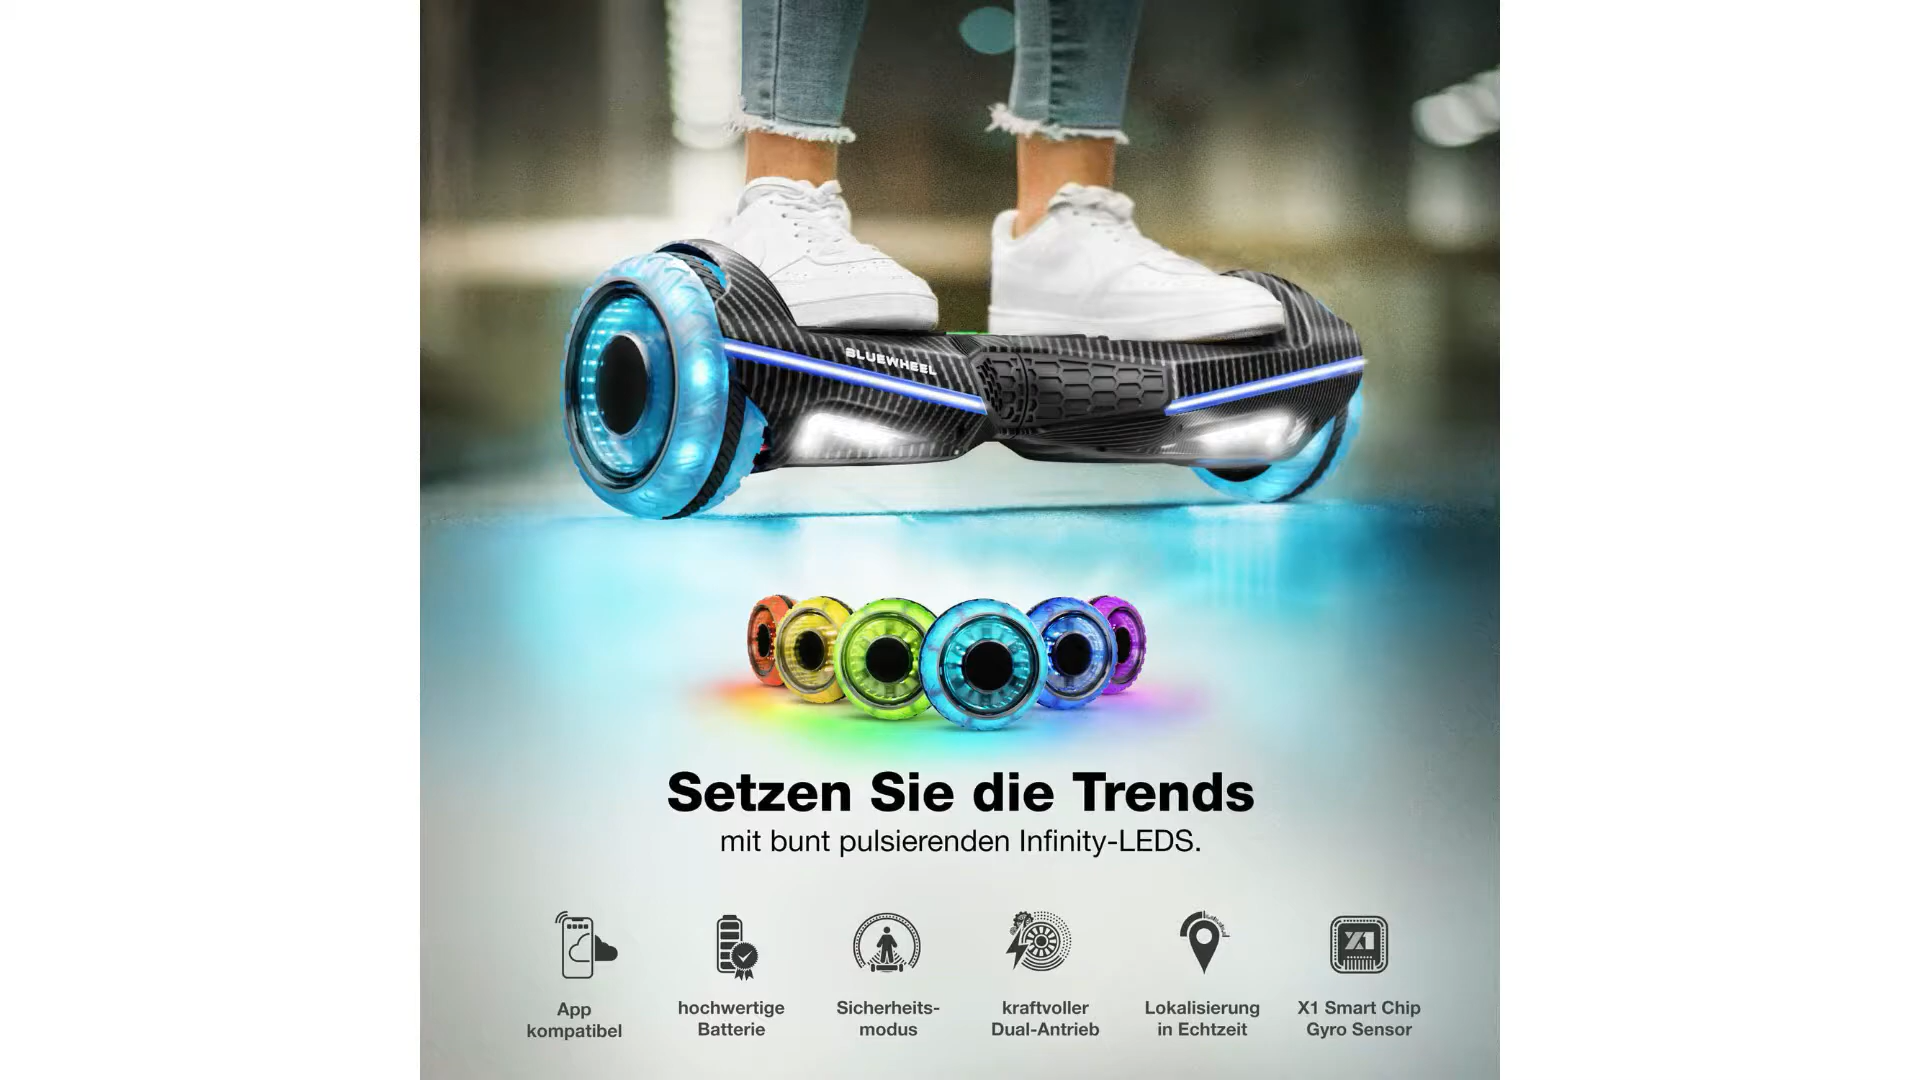 BLUEWHEEL
Setzen Sie die Trends
mit bunt pulsierenden Infinity-LEDS.
App
kompatibel
hochwertige
Batterie
Sicherheits-
modus
kraftvoller
Dual-Antrieb
Lokalisierung
in Echtzeit
X1
X1 Smart Chip
Gyro Sensor